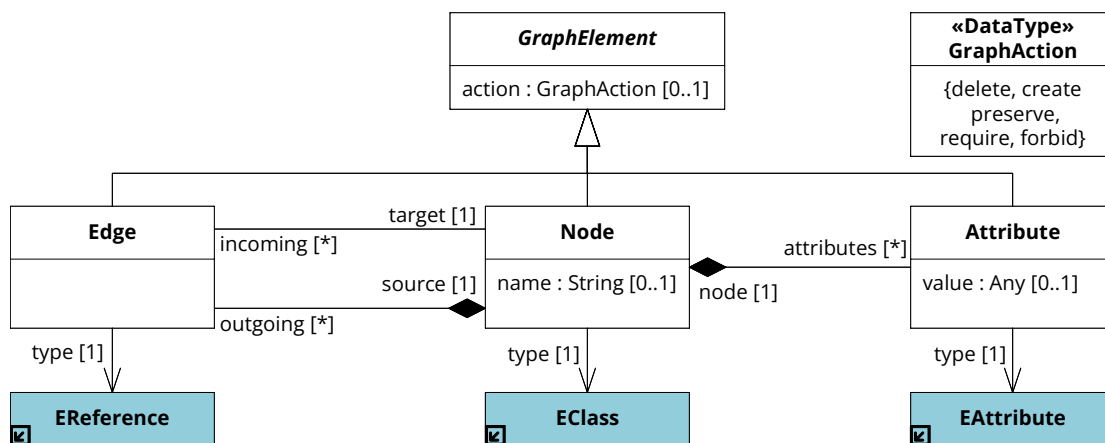 GraphElement
action : GraphAction [0..1]
«DataType»
GraphAction
{delete, create
preserve,
require, forbid}
Edge
target [1]
incoming [*]
source [1]
outgoing [*]
type [1]
Node
name : String [0..1]
type [1]
attributes [*]
node [1]
Attribute
value : Any [0..1]
type [1]
EReference
EClass
EAttribute